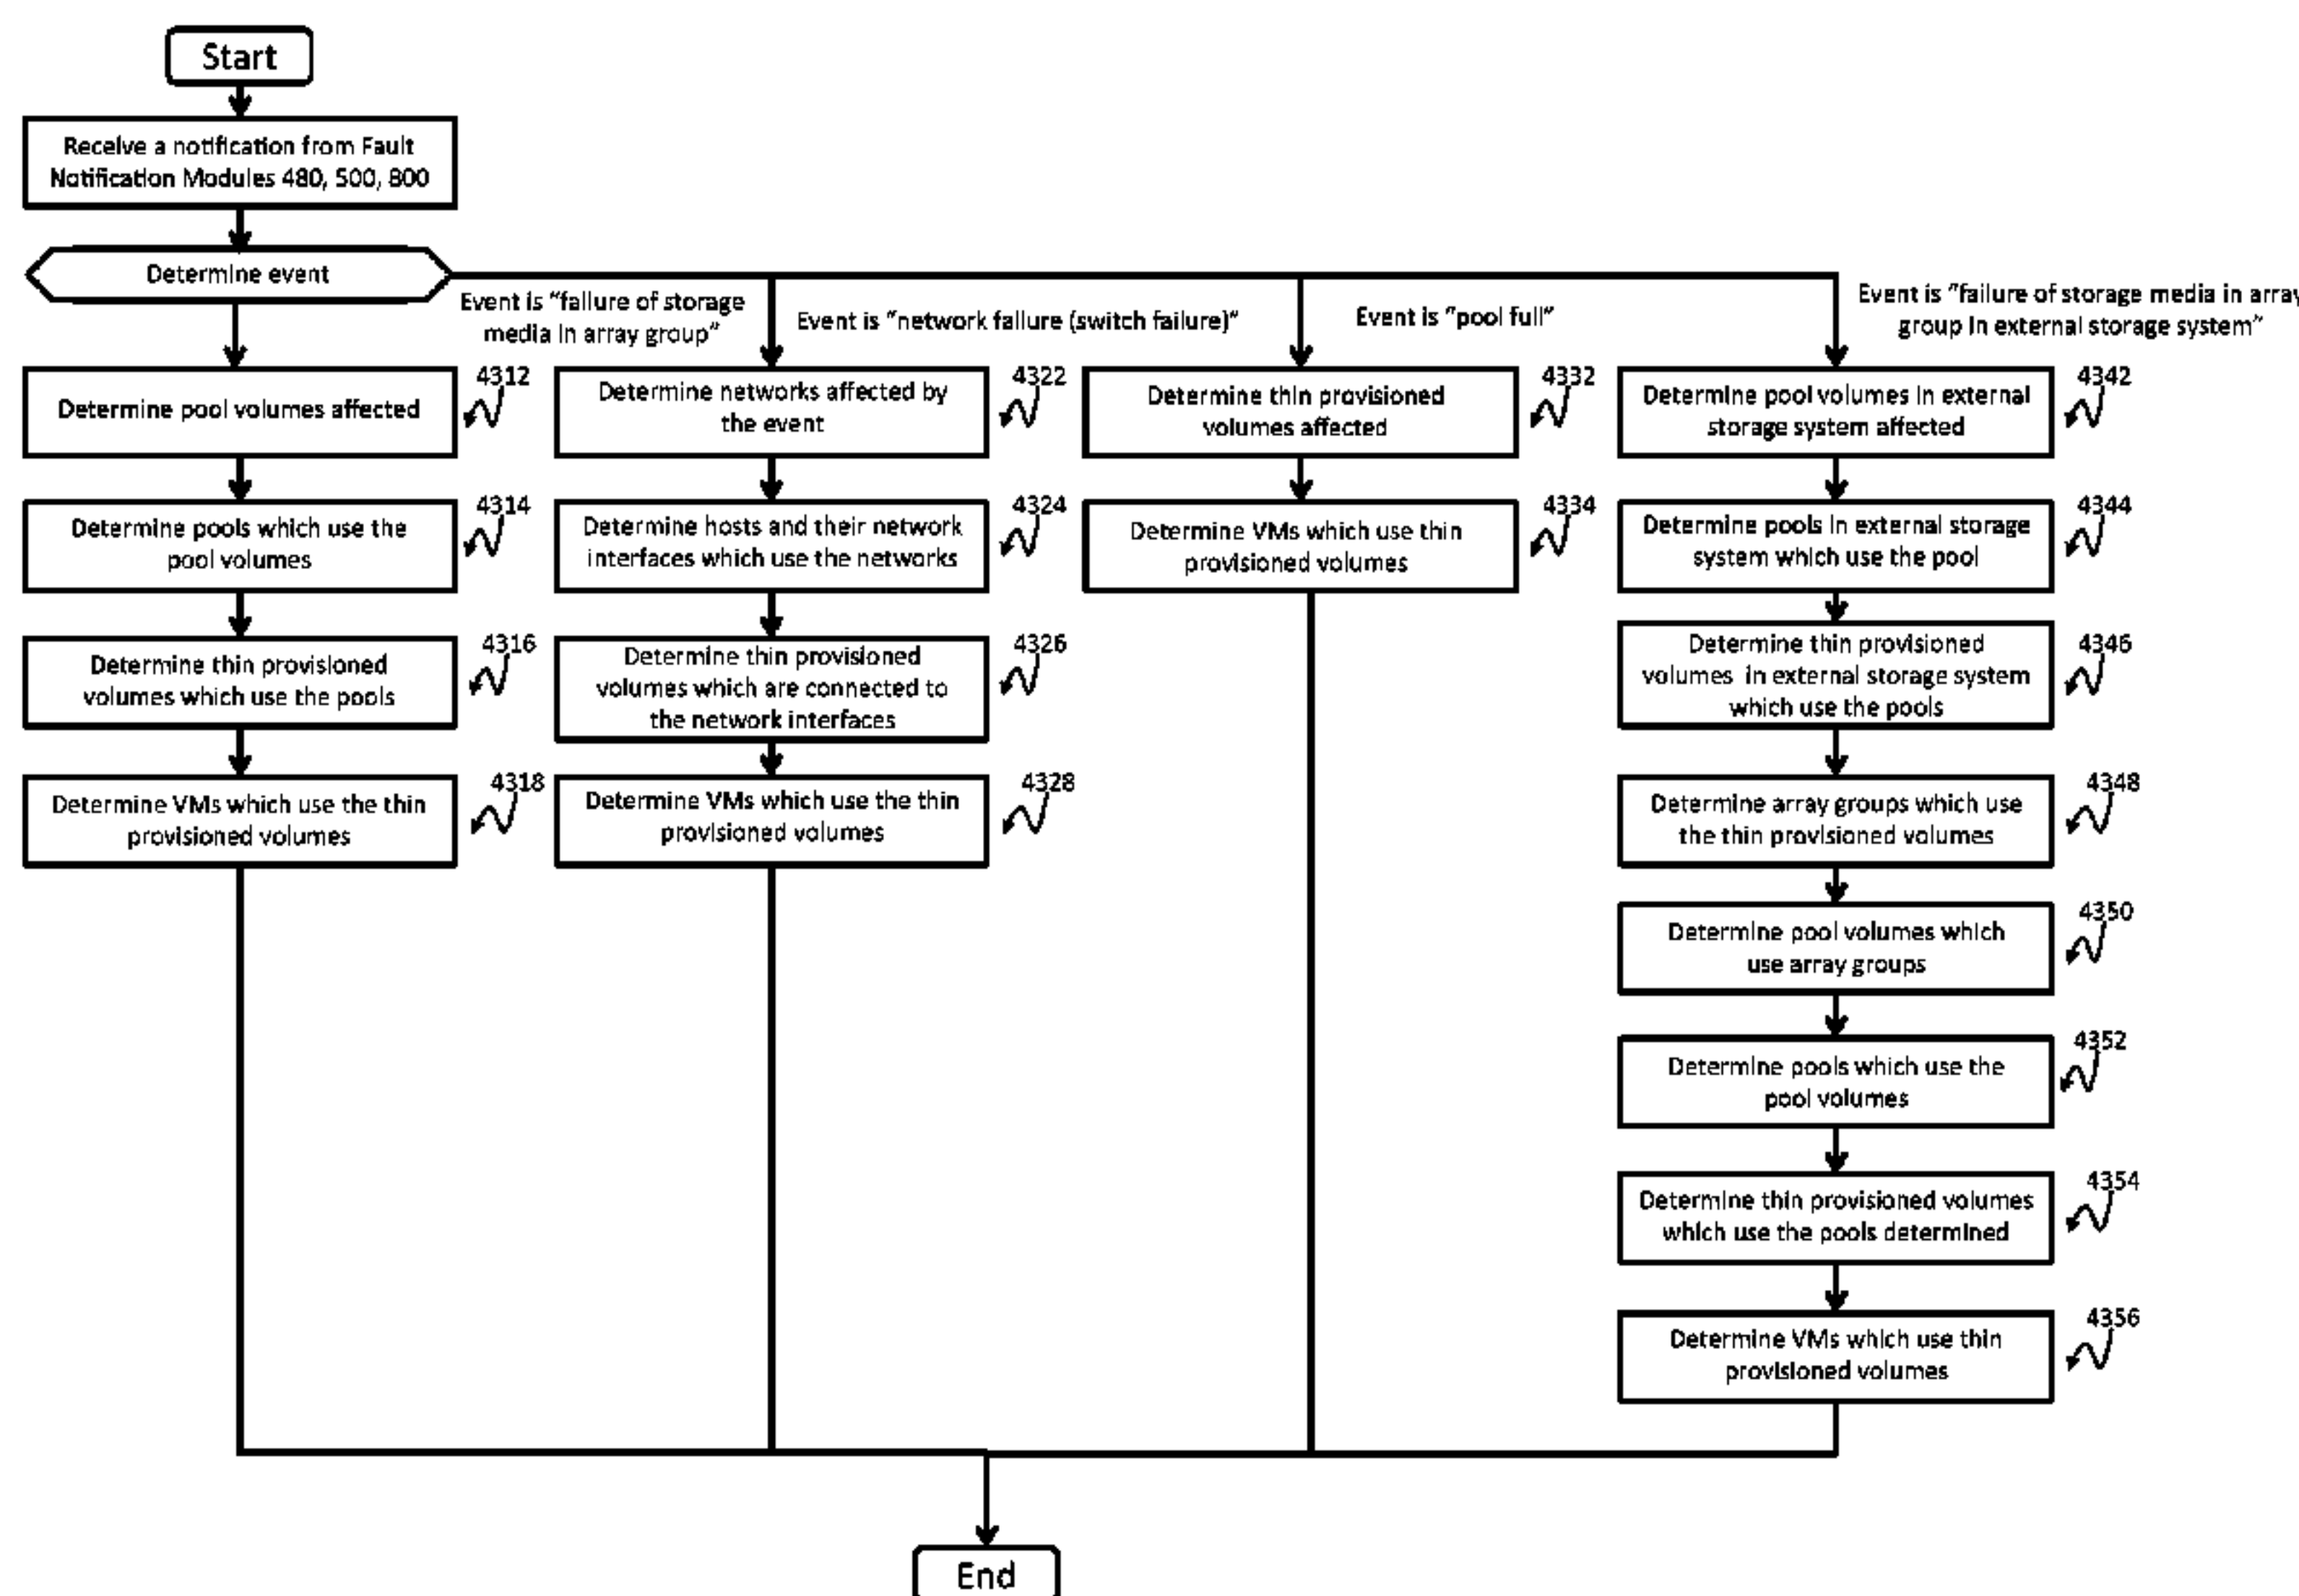 Start
Receive a notification from Fault
Notification Modules 480, 500, 800
Determine event
Event is "failure of storage
media in array group"
Event is "network failure (switch failure)"
Event is "pool full"
Event is "failure of storage media in array
group in external storage system"
Determine pool volumes affected
4312
Determine pools which use the
pool volumes
4314
Determine thin provisioned
volumes which use the pools
4316
Determine VMs which use the thin
provisioned volumes
4318
Determine networks affected by
the event
4322
Determine hosts and their network
interfaces which use the networks
4324
Determine thin provisioned
volumes which are connected to
the network interfaces
4326
Determine VMs which use the thin
provisioned volumes
4328
Determine thin provisioned
volumes affected
4332
Determine VMs which use thin
provisioned volumes
4334
Determine pool volumes in external
storage system affected
4342
Determine pools in external storage
system which use the pool
4344
Determine thin provisioned
volumes in external storage system
which use the pools
4346
Determine array groups which use
the thin provisioned volumes
4348
Determine pool volumes which
use array groups
4350
Determine pools which use the
pool volumes
4352
Determine thin provisioned volumes
which use the pools determined
4354
Determine VMs which use thin
provisioned volumes
4356
End